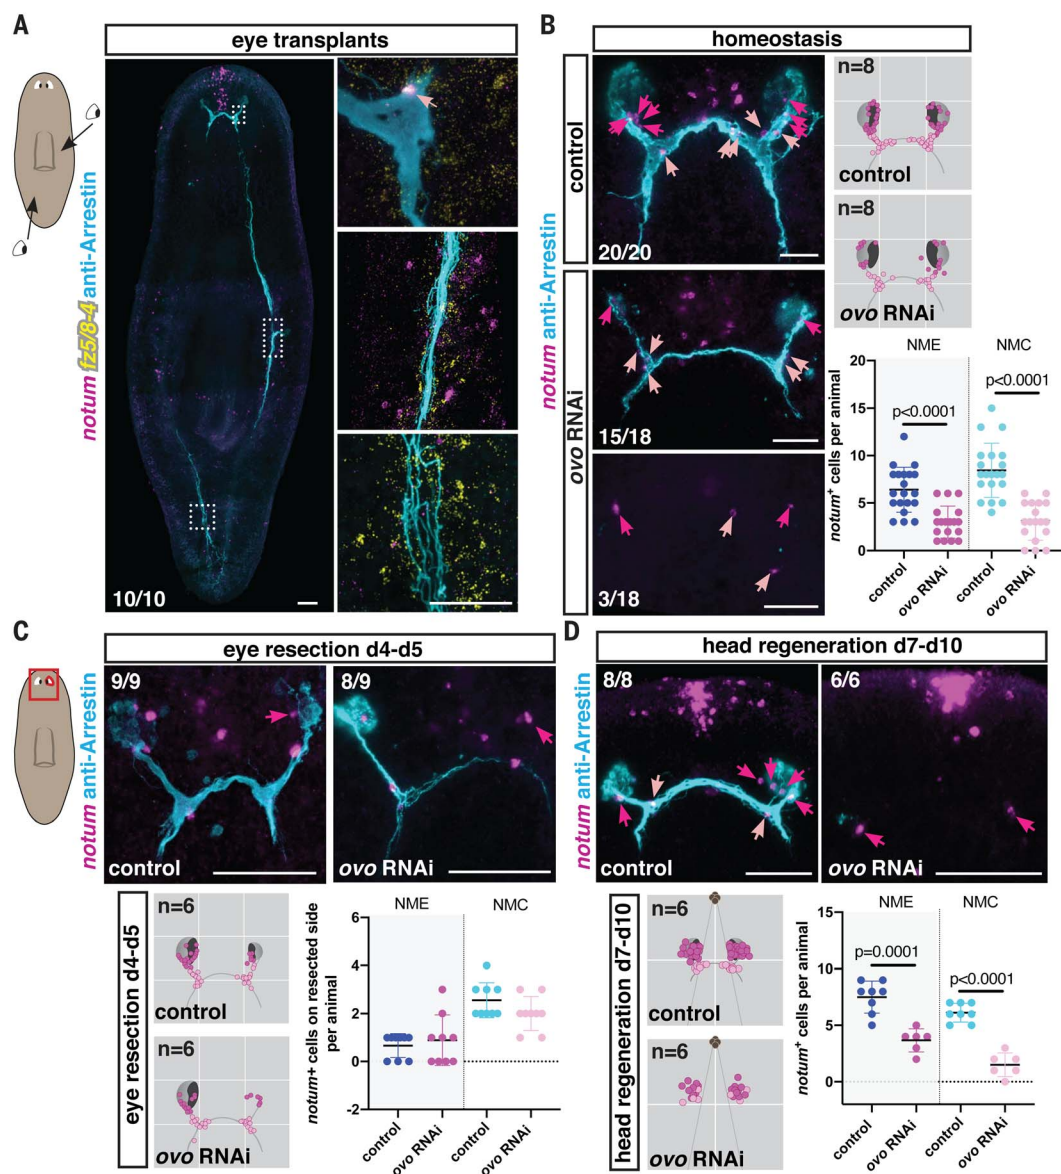 A
eye transplants
notum fz5/8-4 anti-Arrestin
10/10
B
homeostasis
notum anti-Arrestin
control
20/20
n=8
control
n=8
ovo RNAi
ovo RNAi
15/18
3/18
NME
NMC
notum+ cells per animal
20
15
10
5
0
p<0.0001
p<0.0001
control
ovo RNAi
control
ovo RNAi
C
eye resection d4-d5
notum anti-Arrestin
9/9
control
8/9
ovo RNAi
eye resection d4-d5
n=6
control
n=6
ovo RNAi
NME
NMC
notum+ cells on resected side
per animal
6
4
2
0
-2
control
ovo RNAi
control
ovo RNAi
D
head regeneration d7-d10
notum anti-Arrestin
8/8
control
6/6
ovo RNAi
head regeneration d7-d10
n=6
control
n=6
ovo RNAi
NME
NMC
notum+ cells per animal
15
10
5
0
p=0.0001
p<0.0001
control
ovo RNAi
control
ovo RNAi